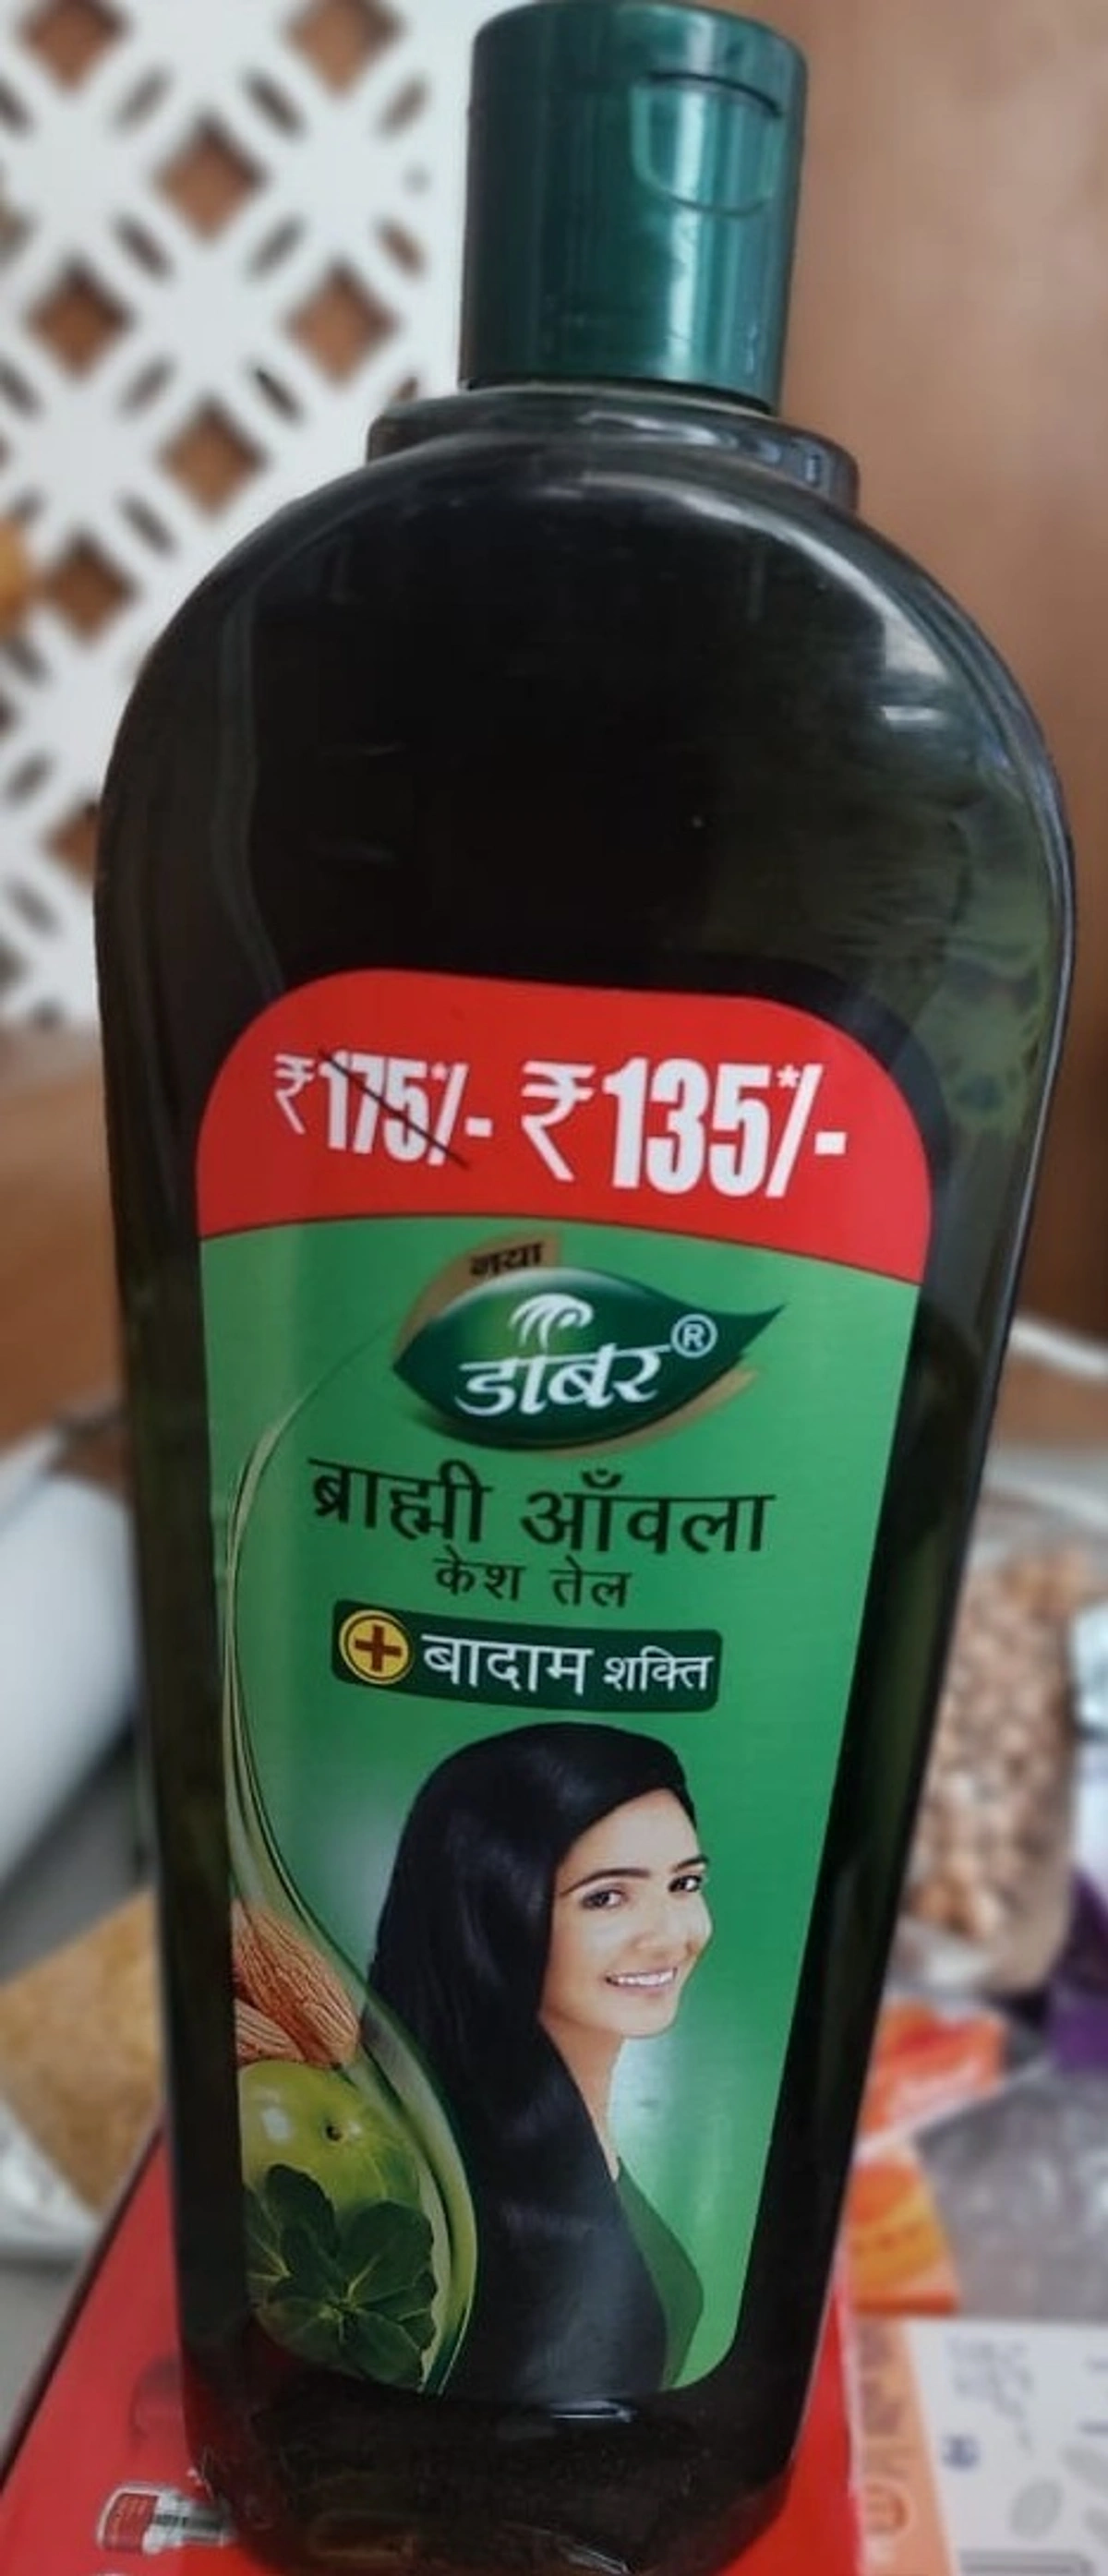 ₹175*/- ₹135*/-
नया
डाबर®
ब्राह्मी आँवला
केश तेल
+ बादाम शक्ति